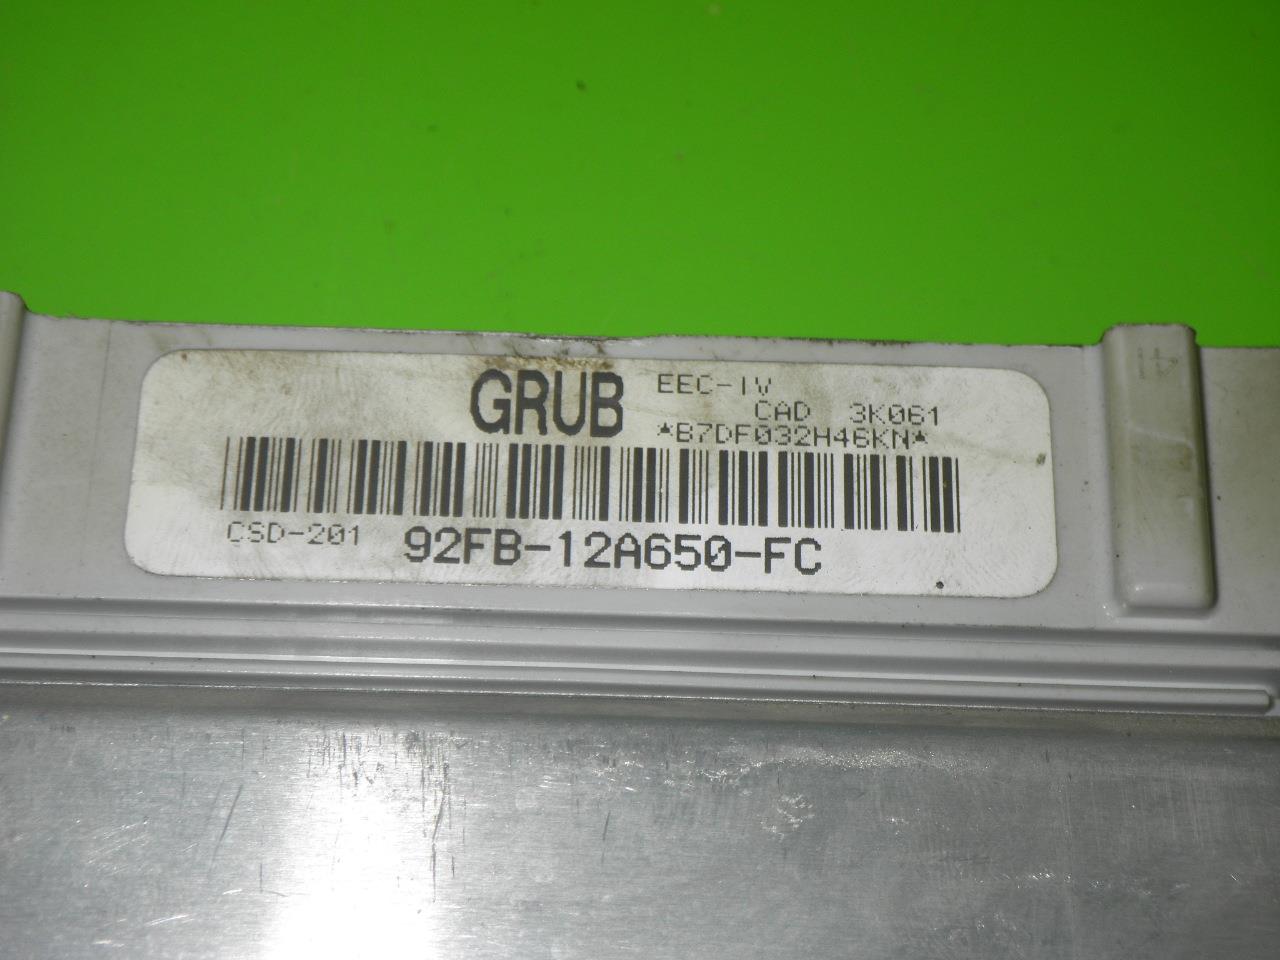 GRUB EEC-IV
CAD 3K061
*B7DF032H46KN*
CSD-201 92FB-12A650-FC
41